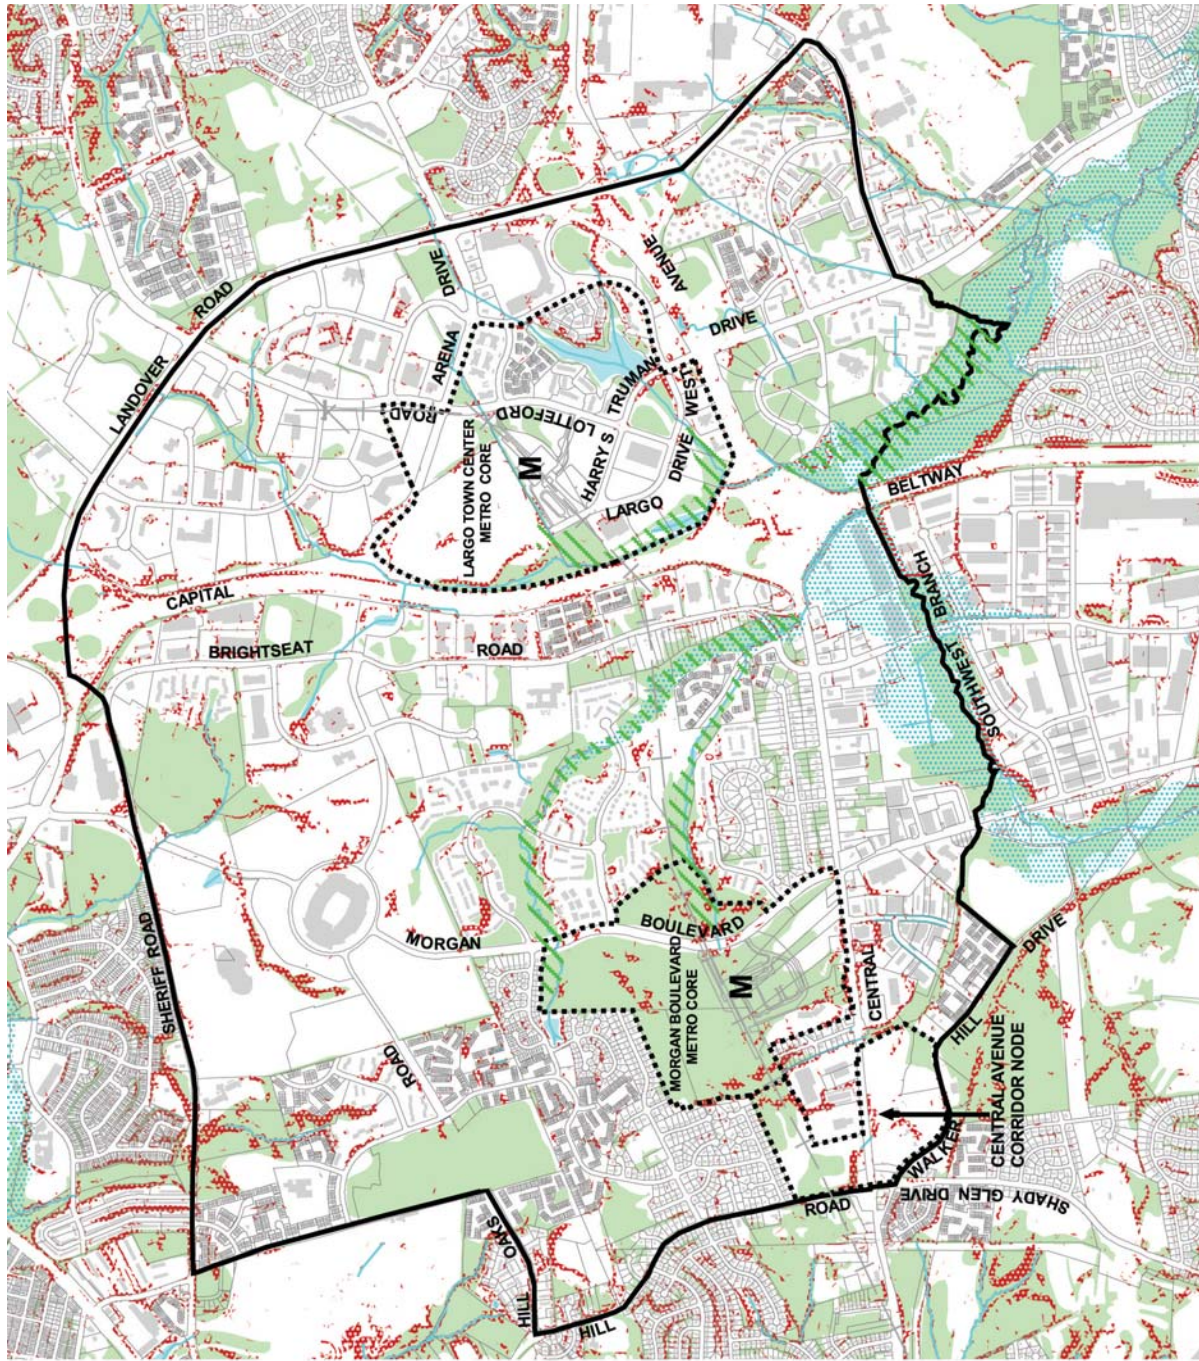 LANDOVER
ROAD
DRIVE
ARENA
ROAD
LOTTEFORD
LARGO TOWN CENTER
METRO CORE
M
HARRY S
TRUMAN
AVENUE
DRIVE
LARGO
DRIVE
WEST
CAPITAL
BELTWAY
BRIGHTSEAT
ROAD
SOUTHWEST
BRANCH
SHERIFF ROAD
MORGAN
BOULEVARD
MORGAN BOULEVARD
METRO CORE
M
CENTRAL
ROAD
HILL
DRIVE
CENTRAL AVENUE
CORRIDOR NODE
WALKER
SHADY GLEN DRIVE
ROAD
OAKS
HILL
HILL